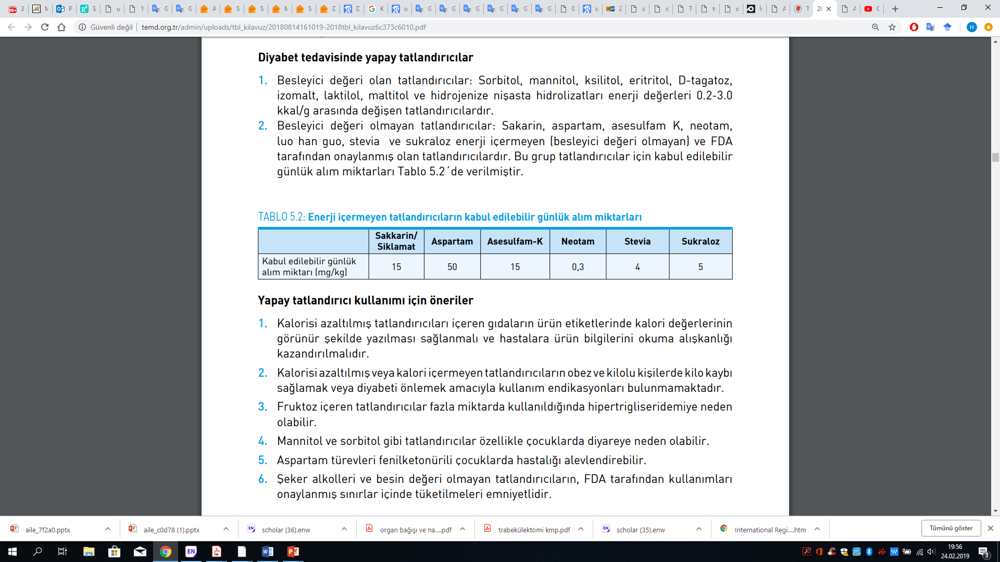 99+ 3
Güvenli değil | temd.org.tr/admin/uploads/tbl_kilavuz/20180814161019-2018tbl_kilavuz6c373c6010.pdf
Diyabet tedavisinde yapay tatlandırıcılar
1. Besleyici değeri olan tatlandırıcılar: Sorbitol, mannitol, ksilitol, eritritol, D-tagatoz,
izomalt, laktilol, maltitol ve hidrojenize nişasta hidrolizatları enerji değerleri 0.2-3.0
kkal/g arasında değişen tatlandırıcılardır.
2. Besleyici değeri olmayan tatlandırıcılar: Sakarin, aspartam, asesulfam K, neotam,
luo han guo, stevia ve sukraloz enerji içermeyen (besleyici değeri olmayan) ve FDA
tarafından onaylanmış olan tatlandırıcılardır. Bu grup tatlandırıcılar için kabul edilebilir
günlük alım miktarları Tablo 5.2´de verilmiştir.
TABLO 5.2: Enerji içermeyen tatlandırıcıların kabul edilebilir günlük alım miktarları
Sakkarin/
Siklamat Aspartam Asesulfam-K Neotam Stevia Sukraloz
Kabul edilebilir günlük
alım miktarı (mg/kg) 15 50 15 0,3 4 5
Yapay tatlandırıcı kullanımı için öneriler
1. Kalorisi azaltılmış tatlandırıcıları içeren gıdaların ürün etiketlerinde kalori değerlerinin
görünür şekilde yazılması sağlanmalı ve hastalara ürün bilgilerini okuma alışkanlığı
kazandırılmalıdır.
2. Kalorisi azaltılmış veya kalori içermeyen tatlandırıcıların obez ve kilolu kişilerde kilo kaybı
sağlamak veya diyabeti önlemek amacıyla kullanım endikasyonları bulunmamaktadır.
3. Fruktoz içeren tatlandırıcılar fazla miktarda kullanıldığında hipertrigliseridemiye neden
olabilir.
4. Mannitol ve sorbitol gibi tatlandırıcılar özellikle çocuklarda diyareye neden olabilir.
5. Aspartam türevleri fenilketonürili çocuklarda hastalığı alevlendirebilir.
6. Şeker alkolleri ve besin değeri olmayan tatlandırıcıların, FDA tarafından kullanımları
onaylanmış sınırlar içinde tüketilmeleri emniyetlidir.
aile_7f2a0.pptx aile_c0d78 (1).pptx scholar (36).enw organ bağışı ve na....pdf trabekülektomi kmp.pdf scholar (35).enw International Regi....htm Tümünü göster
19:56
24.02.2019
3